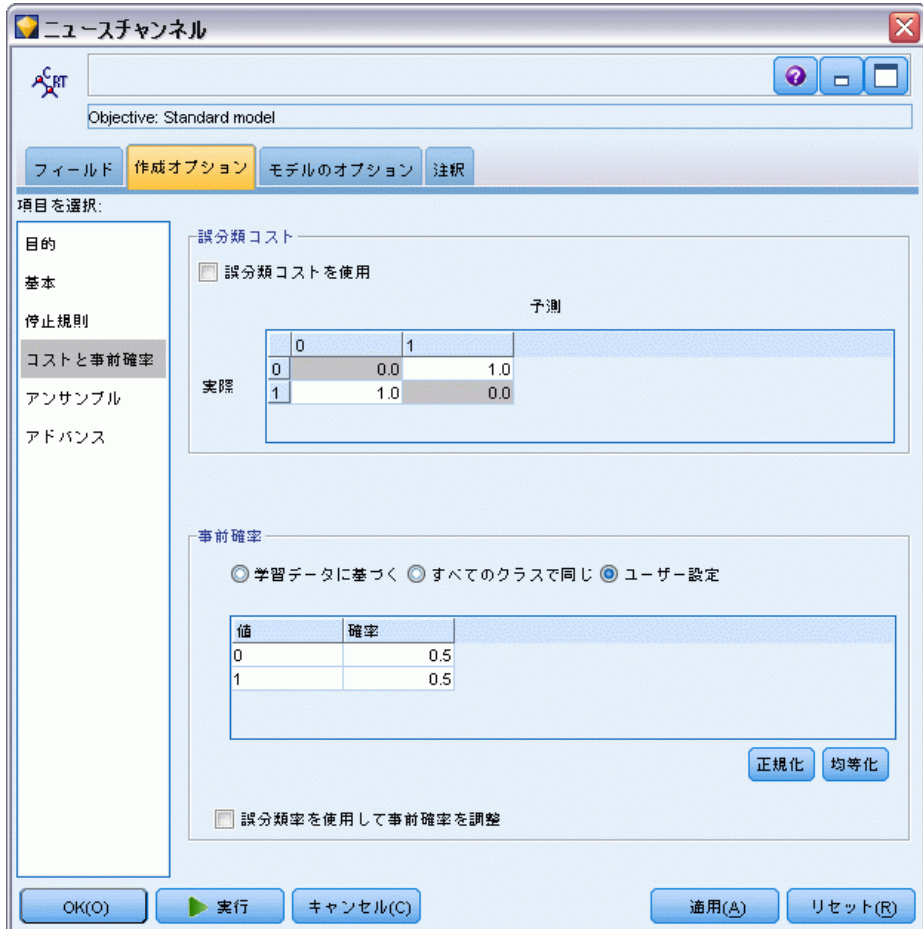 ニュースチャンネル
C RT
Objective: Standard model
フィールド 作成オプション モデルのオプション 注釈
項目を選択:
目的
基本
停止規則
コストと事前確率
アンサンブル
アドバンス
誤分類コスト
誤分類コストを使用
予測
0 1
0 0.0 1.0
実際
1 1.0 0.0
事前確率
学習データに基づく すべてのクラスで同じ ユーザー設定
値 確率
0 0.5
1 0.5
正規化 均等化
誤分類率を使用して事前確率を調整
OK(O) 実行 キャンセル(C) 適用(A) リセット(R)